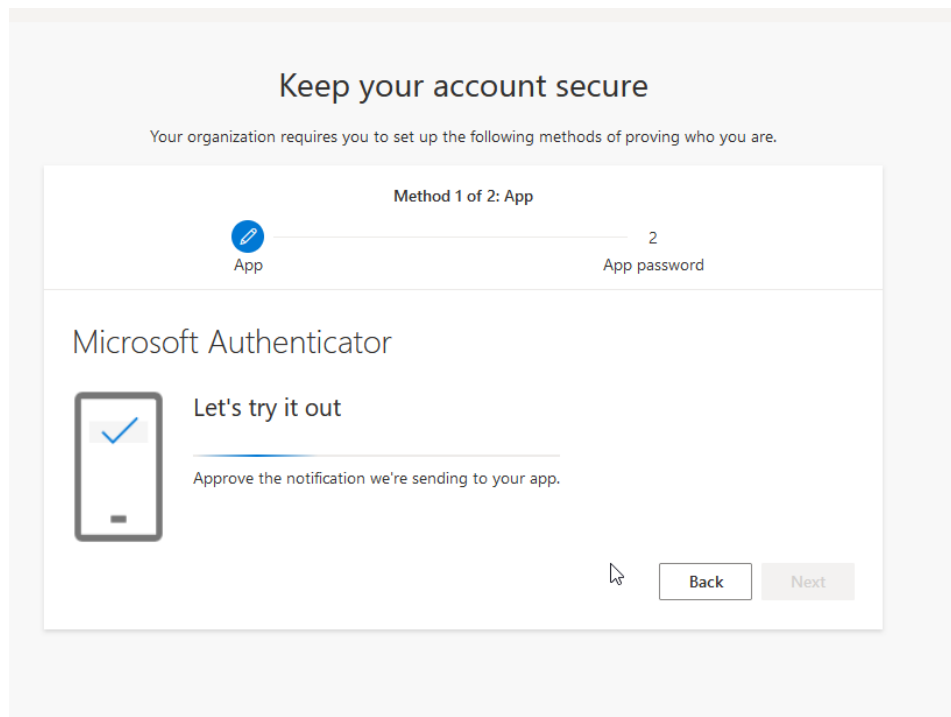 Keep your account secure
Your organization requires you to set up the following methods of proving who you are.
Method 1 of 2: App
2
App
App password
Microsoft Authenticator
Let's try it out
Approve the notification we're sending to your app.
Back
Next